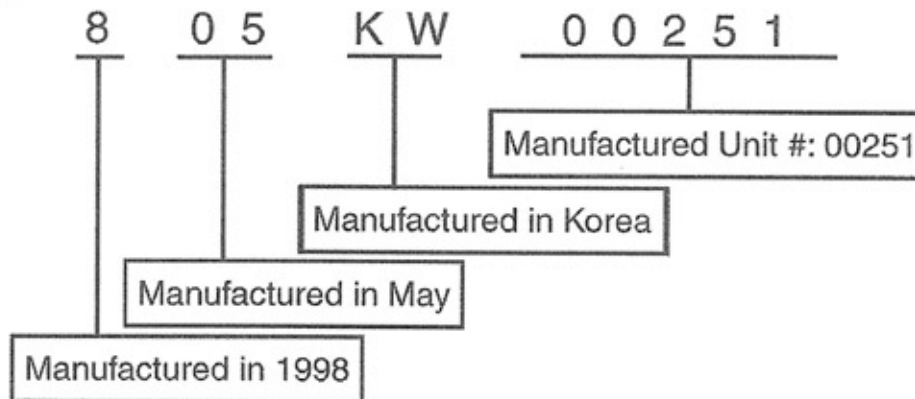 8 05 KW 00251
Manufactured Unit #: 00251
Manufactured in Korea
Manufactured in May
Manufactured in 1998